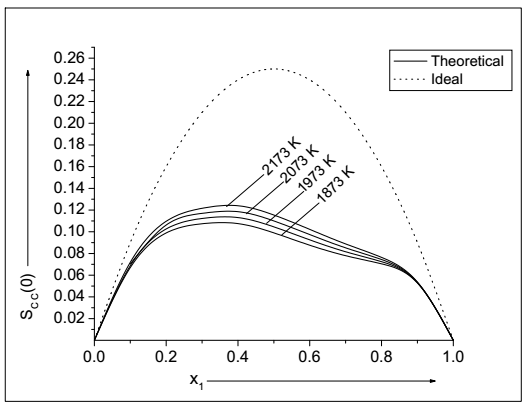 0.26
0.24
0.22
0.20
0.18
0.16
0.14
0.12
0.10
0.08
0.06
0.04
0.02
S_CC(0)
Theoretical
Ideal
2173 K
2073 K
1973 K
1873 K
0.0 0.2 0.4 0.6 0.8 1.0
x_1